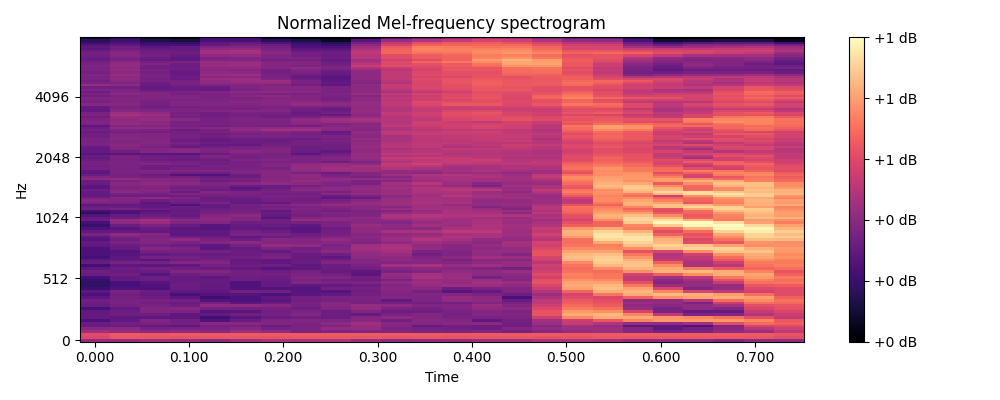 Normalized Mel-frequency spectrogram
Hz
4096
2048
1024
512
0
0.000 0.100 0.200 0.300 0.400 0.500 0.600 0.700
Time
+1 dB
+1 dB
+1 dB
+0 dB
+0 dB
+0 dB